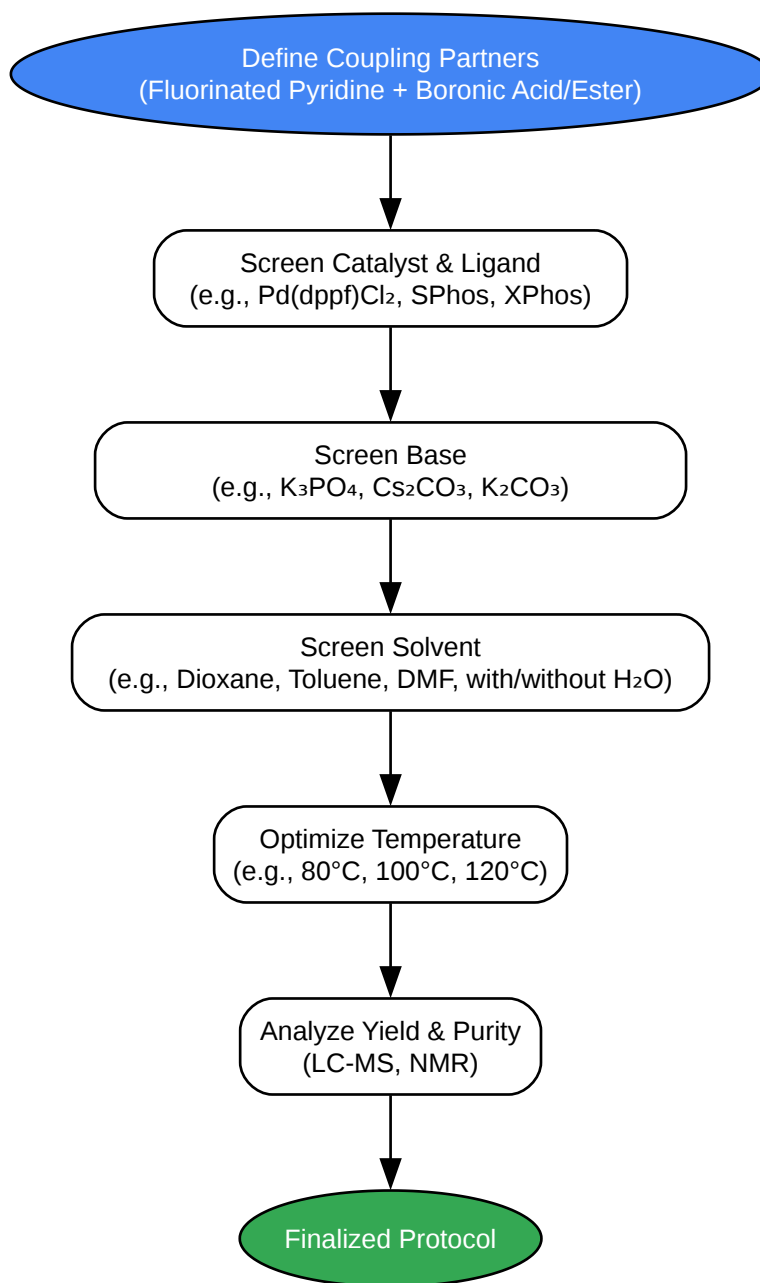 Define Coupling Partners
(Fluorinated Pyridine + Boronic Acid/Ester)
Screen Catalyst & Ligand
(e.g., Pd(dppf)Cl₂, SPhos, XPhos)
Screen Base
(e.g., K₃PO₄, Cs₂CO₃, K₂CO₃)
Screen Solvent
(e.g., Dioxane, Toluene, DMF, with/without H₂O)
Optimize Temperature
(e.g., 80°C, 100°C, 120°C)
Analyze Yield & Purity
(LC-MS, NMR)
Finalized Protocol